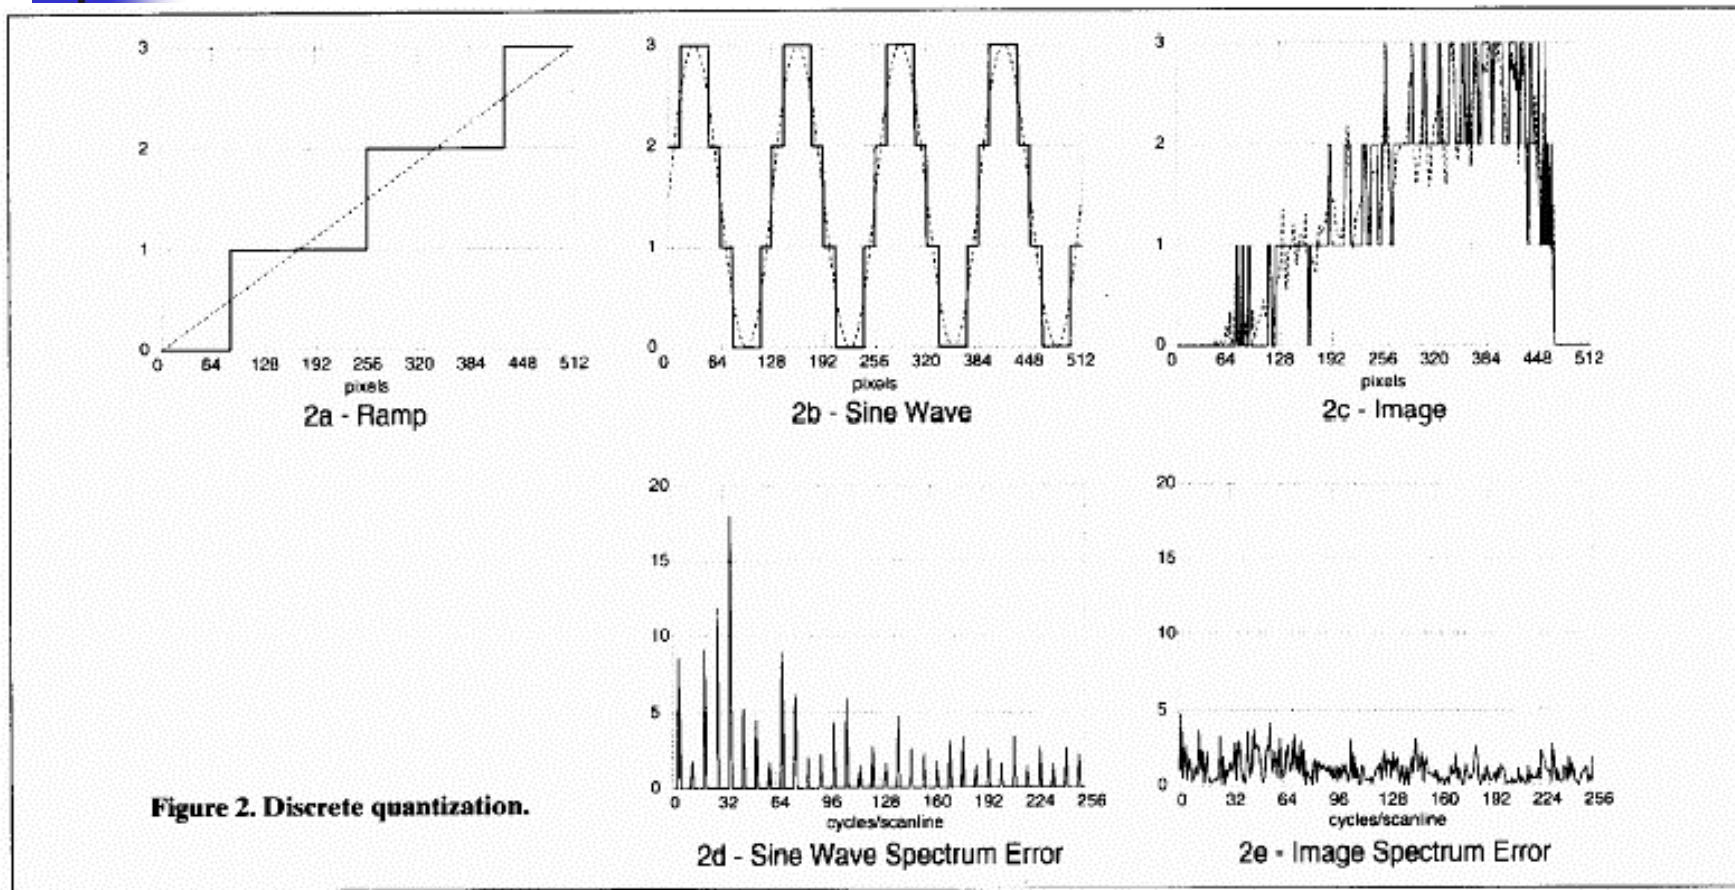 3
2
1
0
0 64 128 192 256 320 384 448 512
pixels
2a - Ramp
3
2
1
0
0 64 128 192 256 320 384 448 512
pixels
2b - Sine Wave
3
2
1
0
0 64 128 192 256 320 384 448 512
pixels
2c - Image
20
15
10
5
0
0 32 64 96 128 160 192 224 256
cycles/scanline
2d - Sine Wave Spectrum Error
20
15
10
5
0
0 32 64 96 128 160 192 224 256
cycles/scanline
2e - Image Spectrum Error
Figure 2. Discrete quantization.